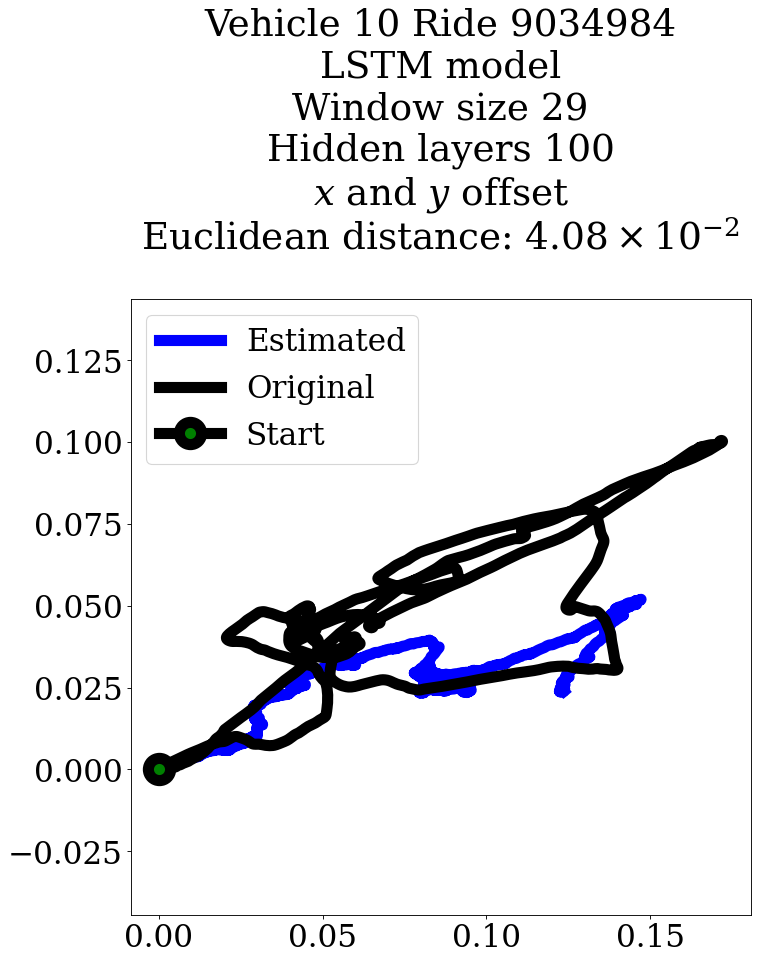 Vehicle 10 Ride 9034984
LSTM model
Window size 29
Hidden layers 100
x and y offset
Euclidean distance: 4.08 × 10⁻²
Estimated
Original
Start
0.125
0.100
0.075
0.050
0.025
0.000
−0.025
0.00 0.05 0.10 0.15